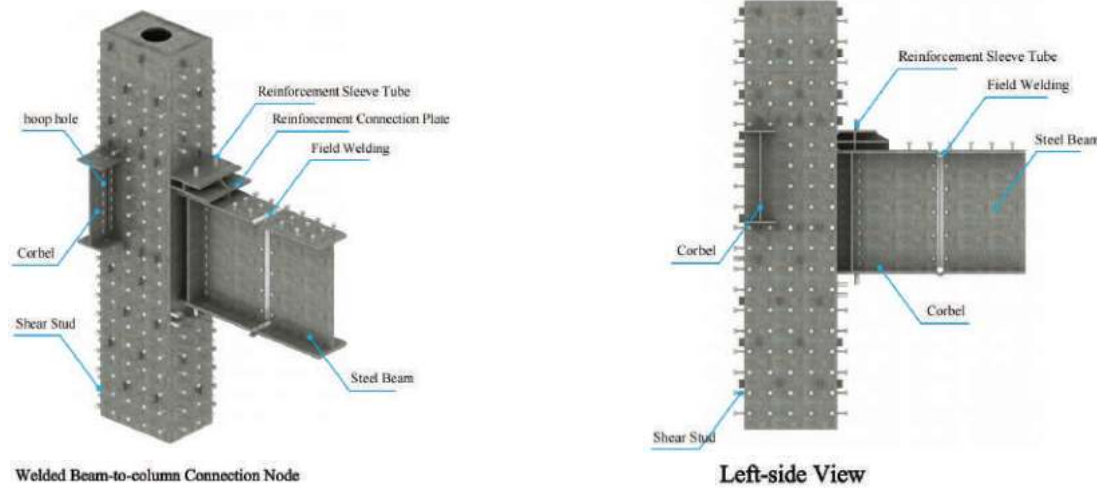 Reinforcement Sleeve Tube
hoop hole
Reinforcement Connection Plate
Field Welding
Corbel
Shear Stud
Steel Beam
Welded Beam-to-column Connection Node
Reinforcement Sleeve Tube
Field Welding
Steel Beam
Corbel
Corbel
Shear Stud
Left-side View